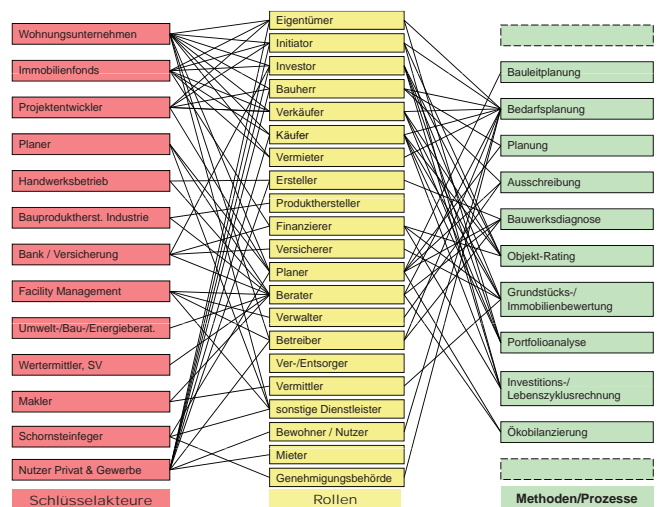 Wohnungsunternehmen
Immobilienfonds
Projektentwickler
Planer
Handwerksbetrieb
Bauproduktherst. Industrie
Bank / Versicherung
Facility Management
Umwelt-/Bau-/Energieberat.
Wertermittler, SV
Makler
Schornsteinfeger
Nutzer Privat & Gewerbe
Schlüsselakteure
Eigentümer
Initiator
Investor
Bauherr
Verkäufer
Käufer
Vermieter
Ersteller
Produkthersteller
Finanzierer
Versicherer
Planer
Berater
Verwalter
Betreiber
Ver-/Entsorger
Vermittler
sonstige Dienstleister
Bewohner / Nutzer
Mieter
Genehmigungsbehörde
Rollen
Bauleitplanung
Bedarfsplanung
Planung
Ausschreibung
Bauwerksdiagnose
Objekt-Rating
Grundstücks-/
Immobilienbewertung
Portfolioanalyse
Investitions-/
Lebenszyklusrechnung
Ökobilanzierung
Methoden/Prozesse